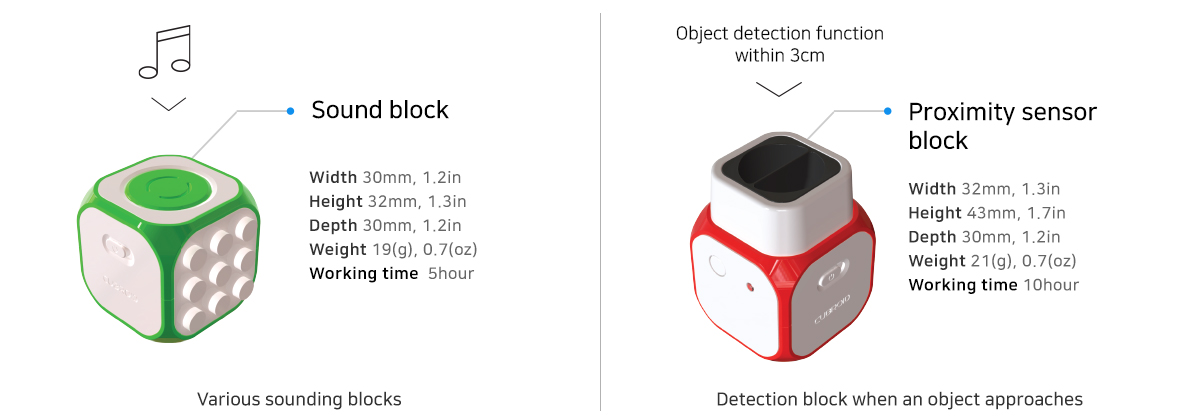 Sound block
Width 30mm, 1.2in
Height 32mm, 1.3in
Depth 30mm, 1.2in
Weight 19(g), 0.7(oz)
Working time 5hour
Various sounding blocks
Object detection function
within 3cm
Proximity sensor
block
Width 32mm, 1.3in
Height 43mm, 1.7in
Depth 30mm, 1.2in
Weight 21(g), 0.7(oz)
Working time 10hour
Detection block when an object approaches